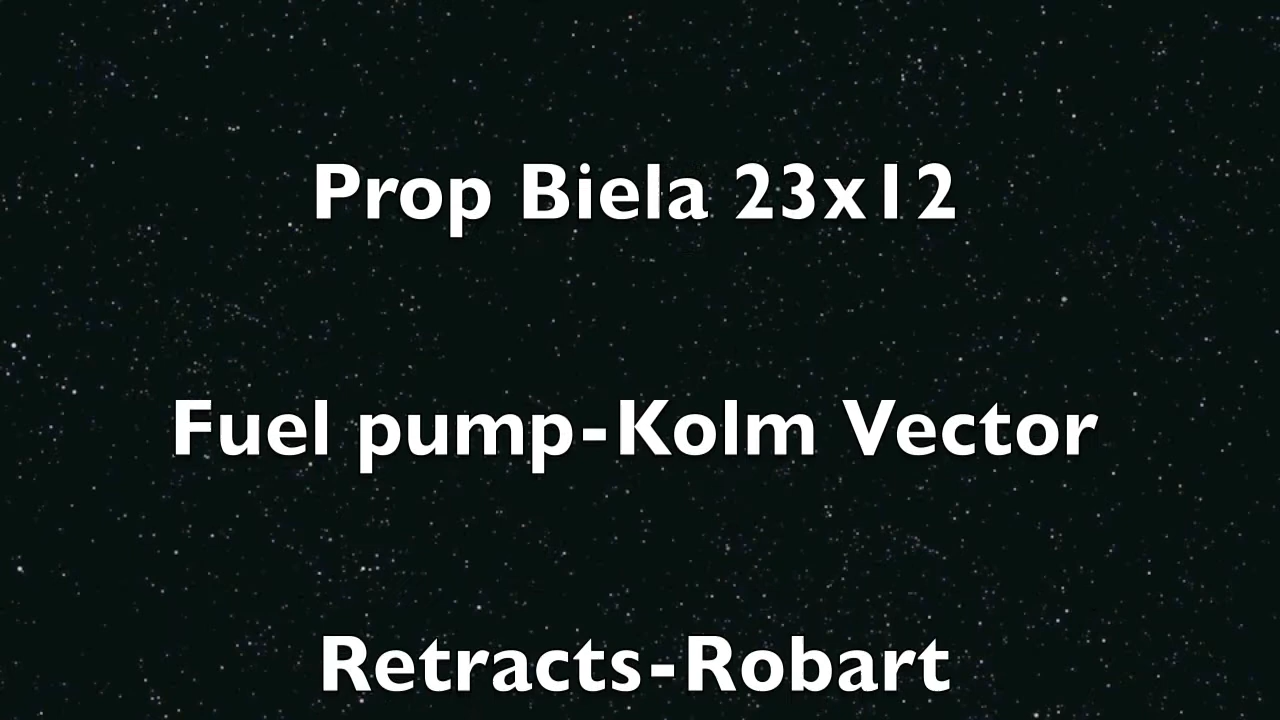 Prop Biela 23x12
Fuel pump-Kolm Vector
Retracts-Robart